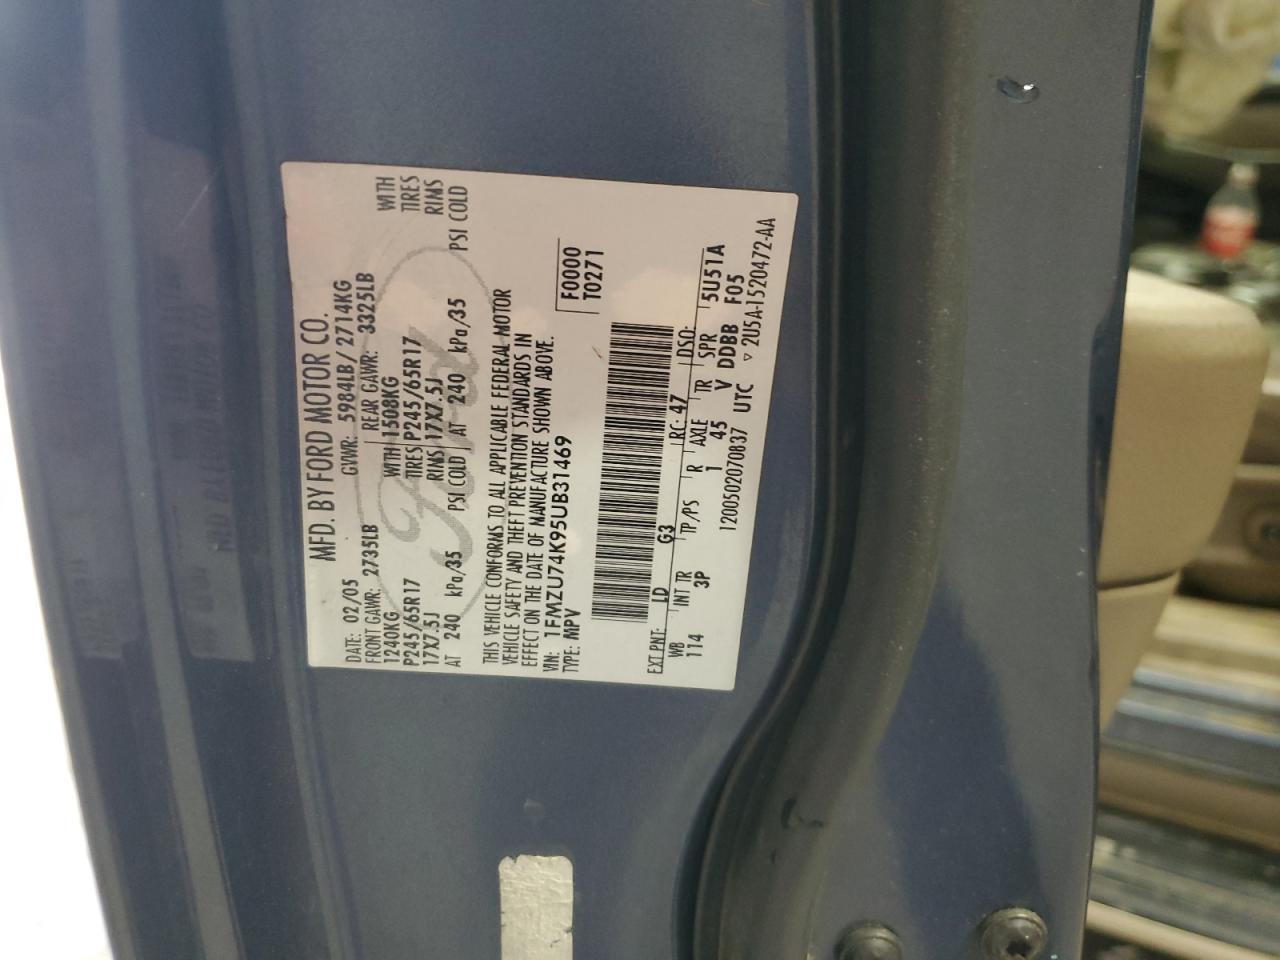 MFD. BY FORD MOTOR CO.
DATE: 02/05 GVWR: 5984LB/ 2714KG
FRONT GAWR: 2735LB REAR GAWR: 3325LB
1240KG WITH 1508KG WITH
P245/65R17 TIRES P245/65R17 TIRES
17X7.5J RIMS 17X7.5J RIMS
AT 240 kPa/35 PSI COLD AT 240 kPa/35 PSI COLD
Ford
THIS VEHICLE CONFORMS TO ALL APPLICABLE FEDERAL MOTOR
VEHICLE SAFETY AND THEFT PREVENTION STANDARDS IN
EFFECT ON THE DATE OF MANUFACTURE SHOWN ABOVE.
VIN: 1FMZU74K95UB31469
TYPE: MPV
F0000
T0271
EXT PNT: LD G3 RC: 47 DSO: 5U51A
WB INT TR TP/PS R AXLE TR SPR
114 3P 1 45 V DDBB F05
1200502070837 UTC ▽ 2U5A-1520472-AA